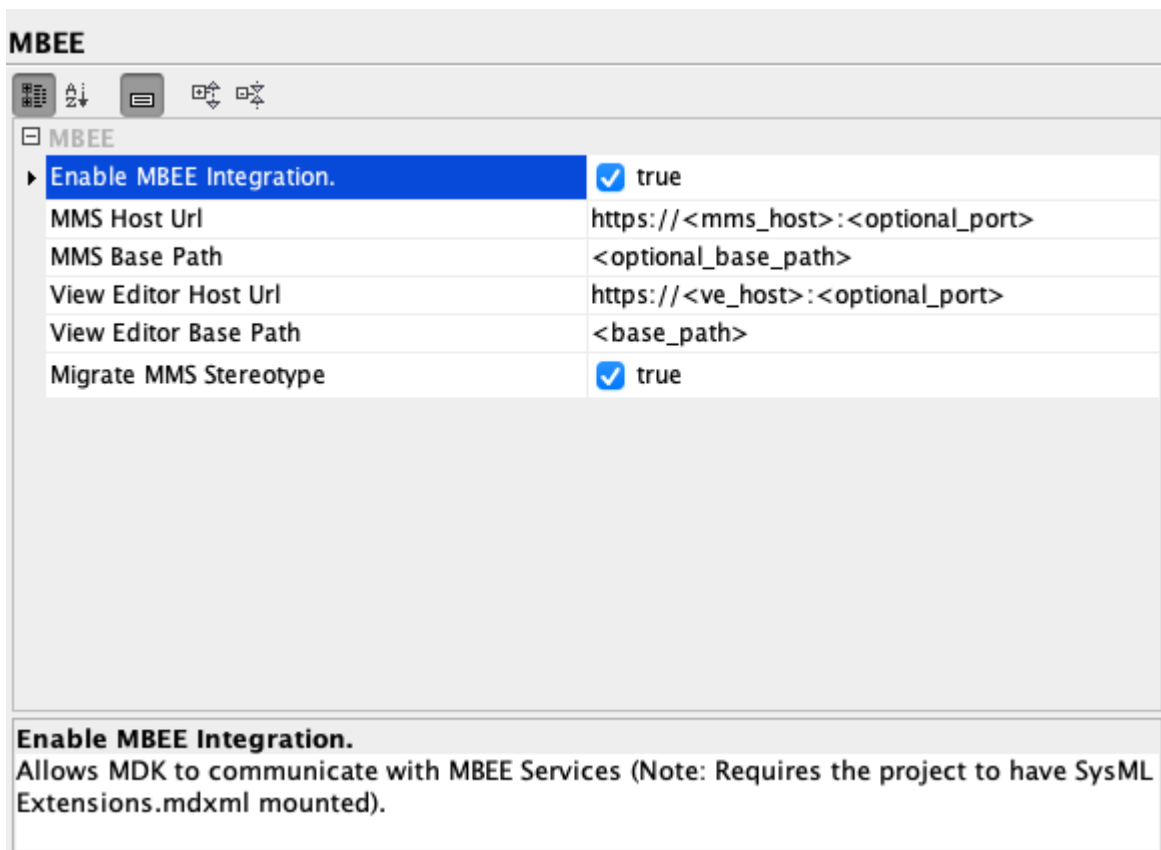 MBEE
MBEE
Enable MBEE Integration. true
MMS Host Url https://<mms_host>:<optional_port>
MMS Base Path <optional_base_path>
View Editor Host Url https://<ve_host>:<optional_port>
View Editor Base Path <base_path>
Migrate MMS Stereotype true
Enable MBEE Integration.
Allows MDK to communicate with MBEE Services (Note: Requires the project to have SysML
Extensions.mdxml mounted).